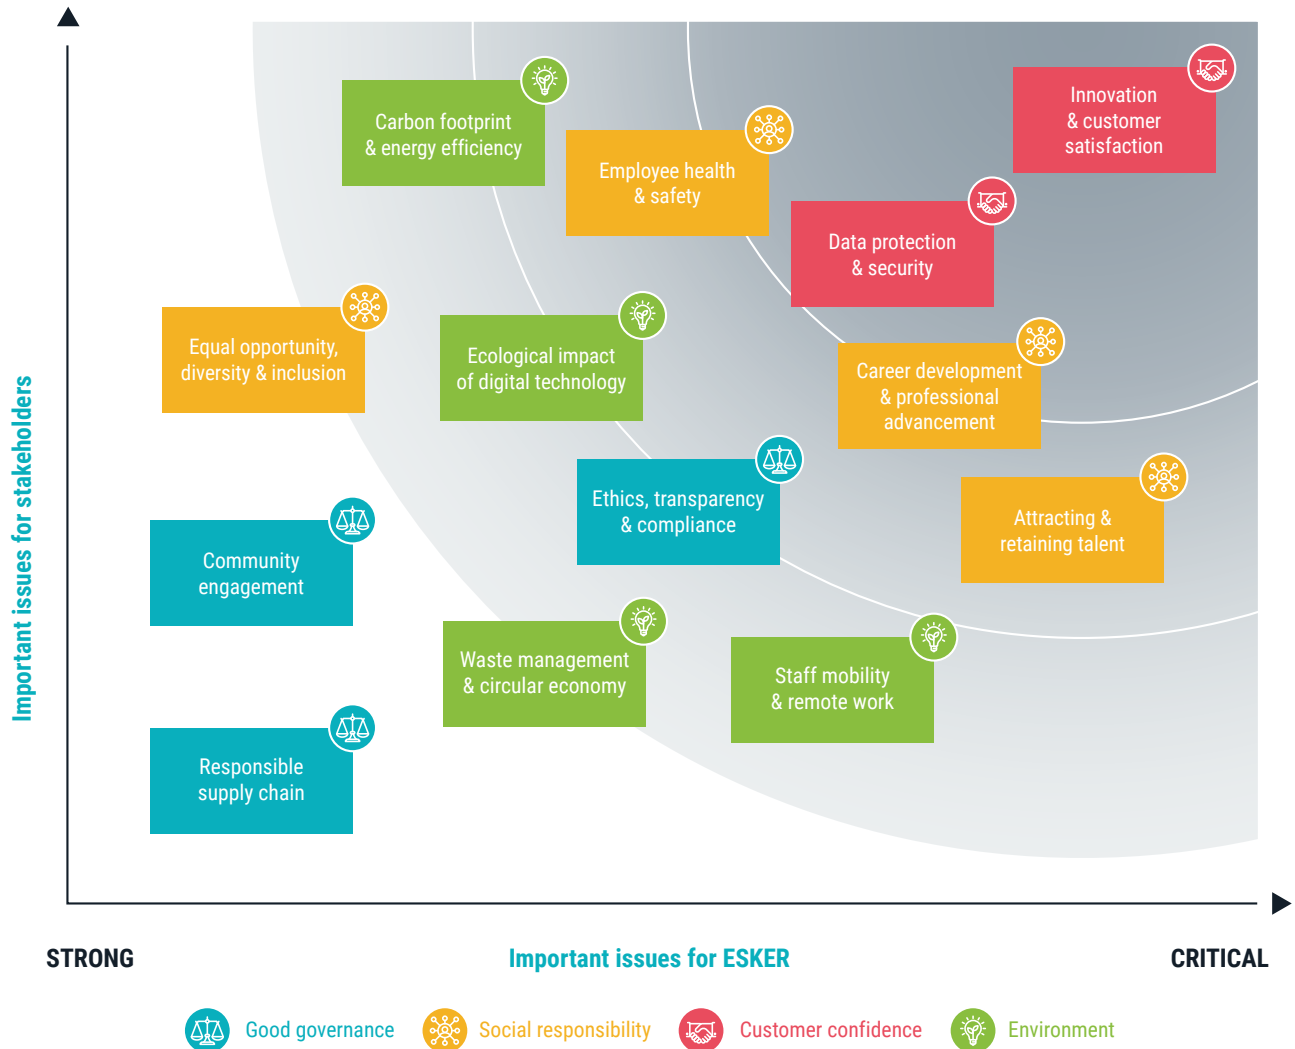 Carbon footprint
& energy efficiency
Employee health
& safety
Innovation
& customer
satisfaction
Data protection
& security
Equal opportunity,
diversity & inclusion
Ecological impact
of digital technology
Career development
& professional
advancement
Ethics, transparency
& compliance
Attracting &
retaining talent
Community
engagement
Waste management
& circular economy
Staff mobility
& remote work
Responsible
supply chain
Important issues for stakeholders
STRONG
Important issues for ESKER
CRITICAL
Good governance
Social responsibility
Customer confidence
Environment